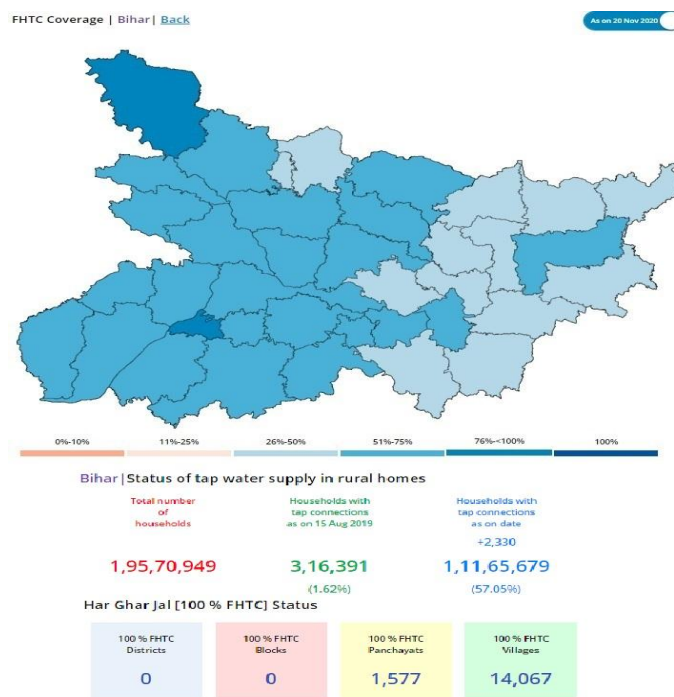 FHTC Coverage | Bihar| Back
As on 20 Nov 2020
0%-10% 11%-25% 26%-50% 51%-75% 76%-<100% 100%
Bihar|Status of tap water supply in rural homes
Total number
of
households
1,95,70,949
Households with
tap connections
as on 15 Aug 2019
3,16,391
(1.62%)
Households with
tap connections
as on date
+2,330
1,11,65,679
(57.05%)
Har Ghar Jal [100 % FHTC] Status
100 % FHTC
Districts
0
100 % FHTC
Blocks
0
100 % FHTC
Panchayats
1,577
100 % FHTC
Villages
14,067